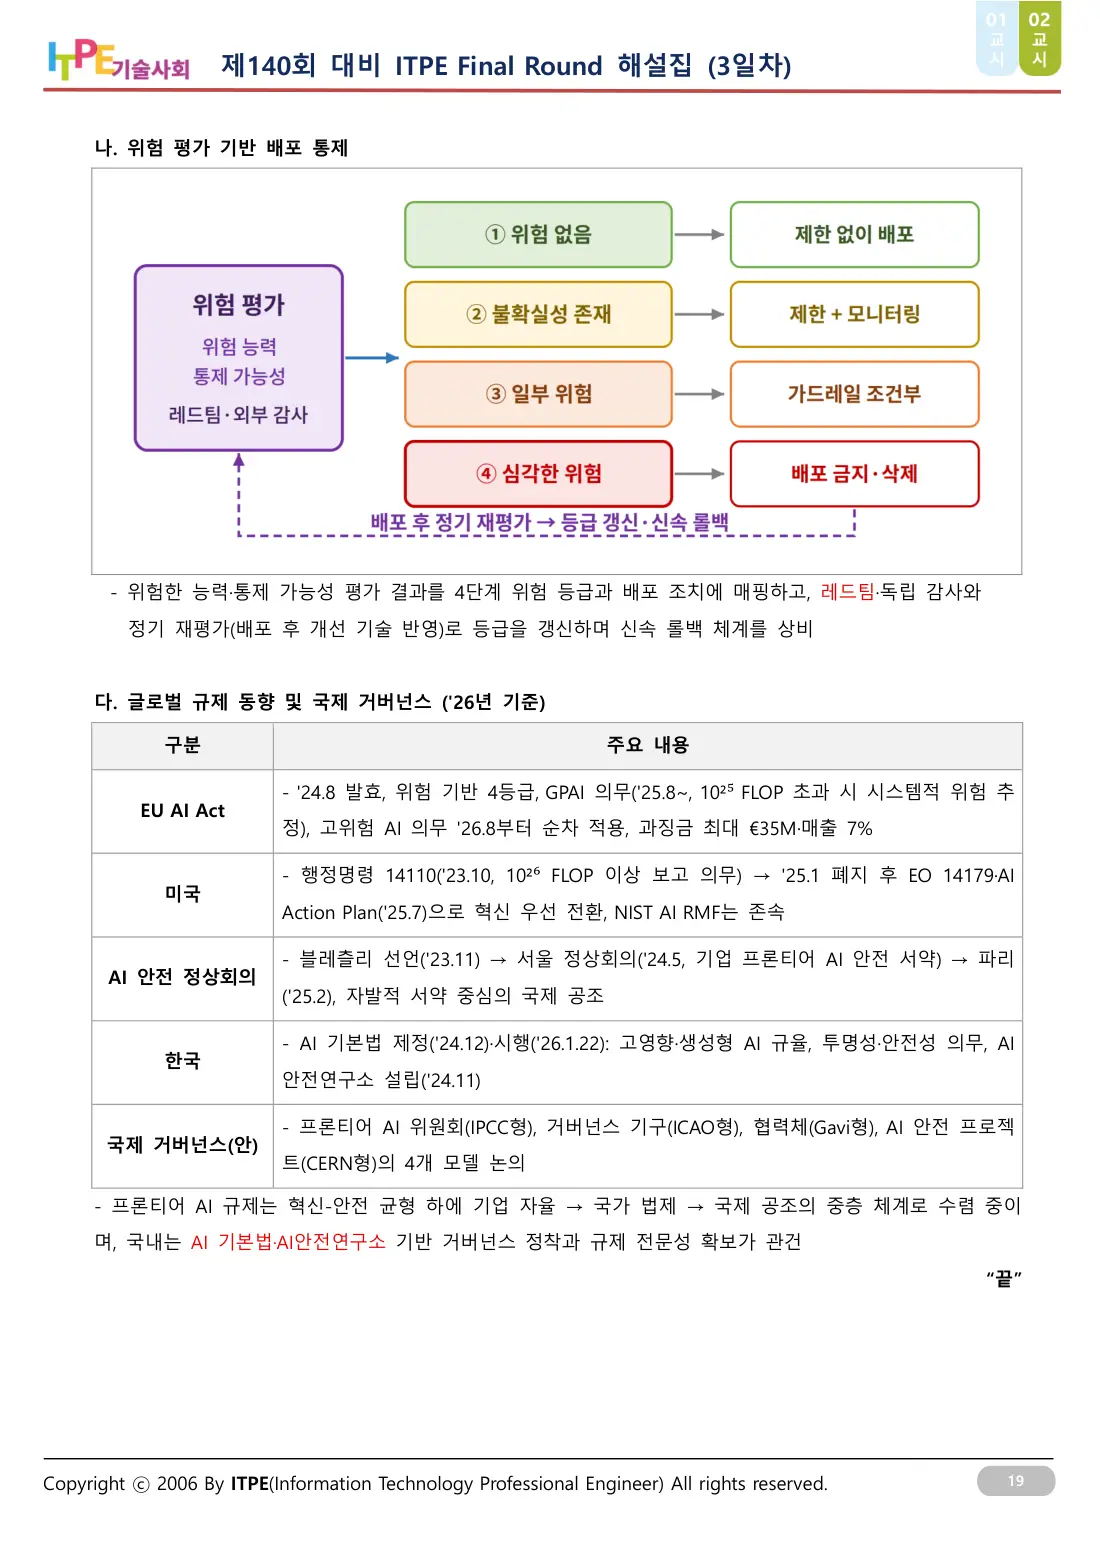 01
교
시
02
교
시
ITPE기술사회 제140회 대비 ITPE Final Round 해설집 (3일차)
나. 위험 평가 기반 배포 통제
위험 평가
위험 능력
통제 가능성
레드팀·외부 감사
① 위험 없음
제한 없이 배포
② 불확실성 존재
제한 + 모니터링
③ 일부 위험
가드레일 조건부
④ 심각한 위험
배포 금지·삭제
배포 후 정기 재평가 → 등급 갱신·신속 롤백
- 위험한 능력·통제 가능성 평가 결과를 4단계 위험 등급과 배포 조치에 매핑하고, 레드팀·독립 감사와
정기 재평가(배포 후 개선 기술 반영)로 등급을 갱신하며 신속 롤백 체계를 상비
다. 글로벌 규제 동향 및 국제 거버넌스 ('26년 기준)
구분
주요 내용
EU AI Act
- '24.8 발효, 위험 기반 4등급, GPAI 의무('25.8~, 10²⁵ FLOP 초과 시 시스템적 위험 추
정), 고위험 AI 의무 '26.8부터 순차 적용, 과징금 최대 €35M·매출 7%
미국
- 행정명령 14110('23.10, 10²⁶ FLOP 이상 보고 의무) → '25.1 폐지 후 EO 14179·AI
Action Plan('25.7)으로 혁신 우선 전환, NIST AI RMF는 존속
AI 안전 정상회의
- 블레츨리 선언('23.11) → 서울 정상회의('24.5, 기업 프론티어 AI 안전 서약) → 파리
('25.2), 자발적 서약 중심의 국제 공조
한국
- AI 기본법 제정('24.12)·시행('26.1.22): 고영향·생성형 AI 규율, 투명성·안전성 의무, AI
안전연구소 설립('24.11)
국제 거버넌스(안)
- 프론티어 AI 위원회(IPCC형), 거버넌스 기구(ICAO형), 협력체(Gavi형), AI 안전 프로젝
트(CERN형)의 4개 모델 논의
- 프론티어 AI 규제는 혁신-안전 균형 하에 기업 자율 → 국가 법제 → 국제 공조의 중층 체계로 수렴 중이
며, 국내는 AI 기본법·AI안전연구소 기반 거버넌스 정착과 규제 전문성 확보가 관건
“끝”
Copyright ⓒ 2006 By ITPE(Information Technology Professional Engineer) All rights reserved.
19